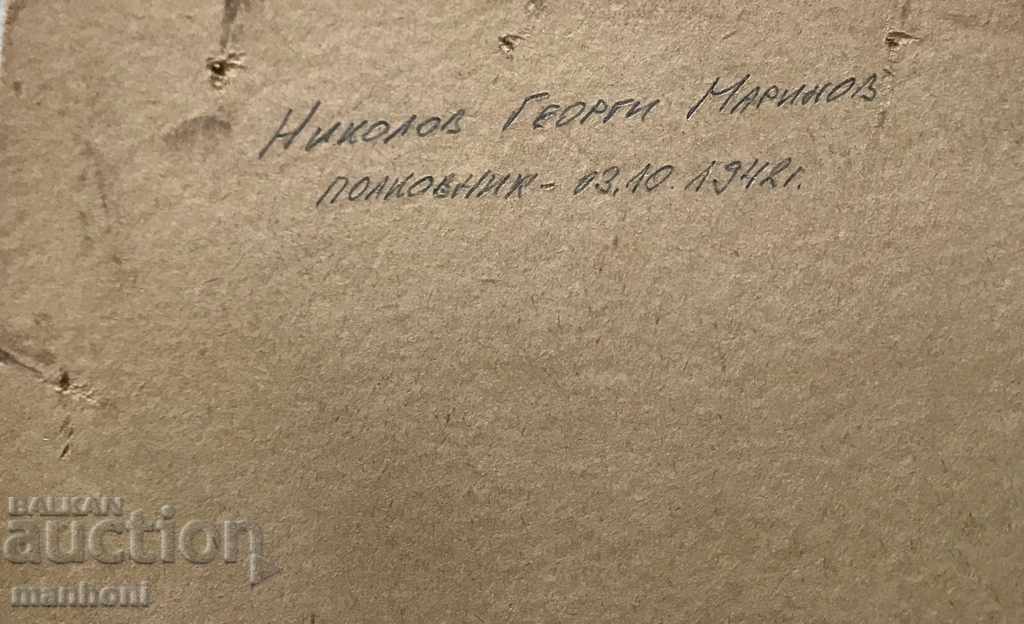 Николов Георги Маринов
полковник - 03.10.1942г.
BALKAN
auction
manhoni